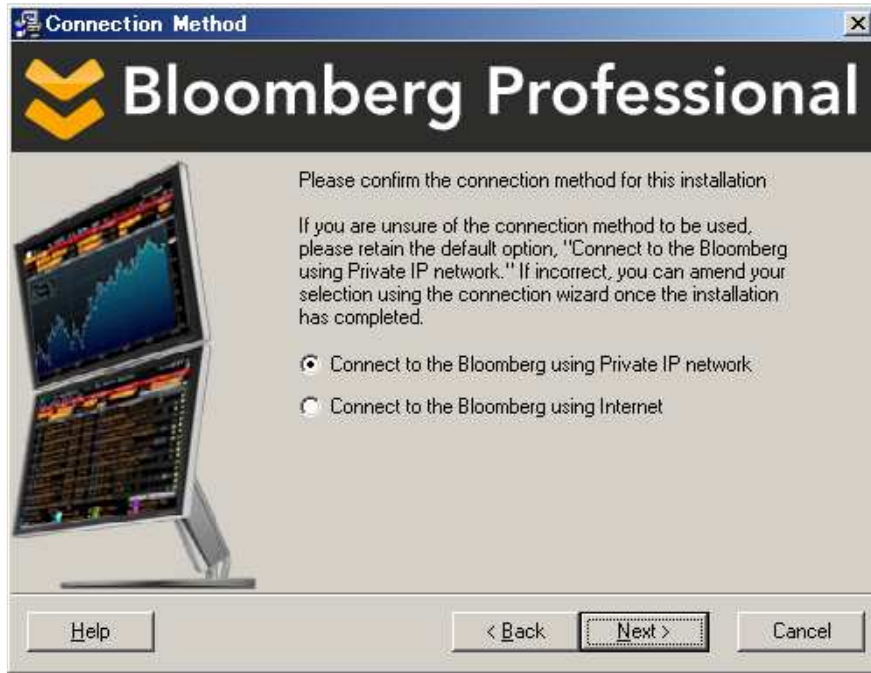 Connection Method
Bloomberg Professional
Please confirm the connection method for this installation
If you are unsure of the connection method to be used,
please retain the default option, "Connect to the Bloomberg
using Private IP network." If incorrect, you can amend your
selection using the connection wizard once the installation
has completed.
Connect to the Bloomberg using Private IP network
Connect to the Bloomberg using Internet
Help
< Back
Next >
Cancel